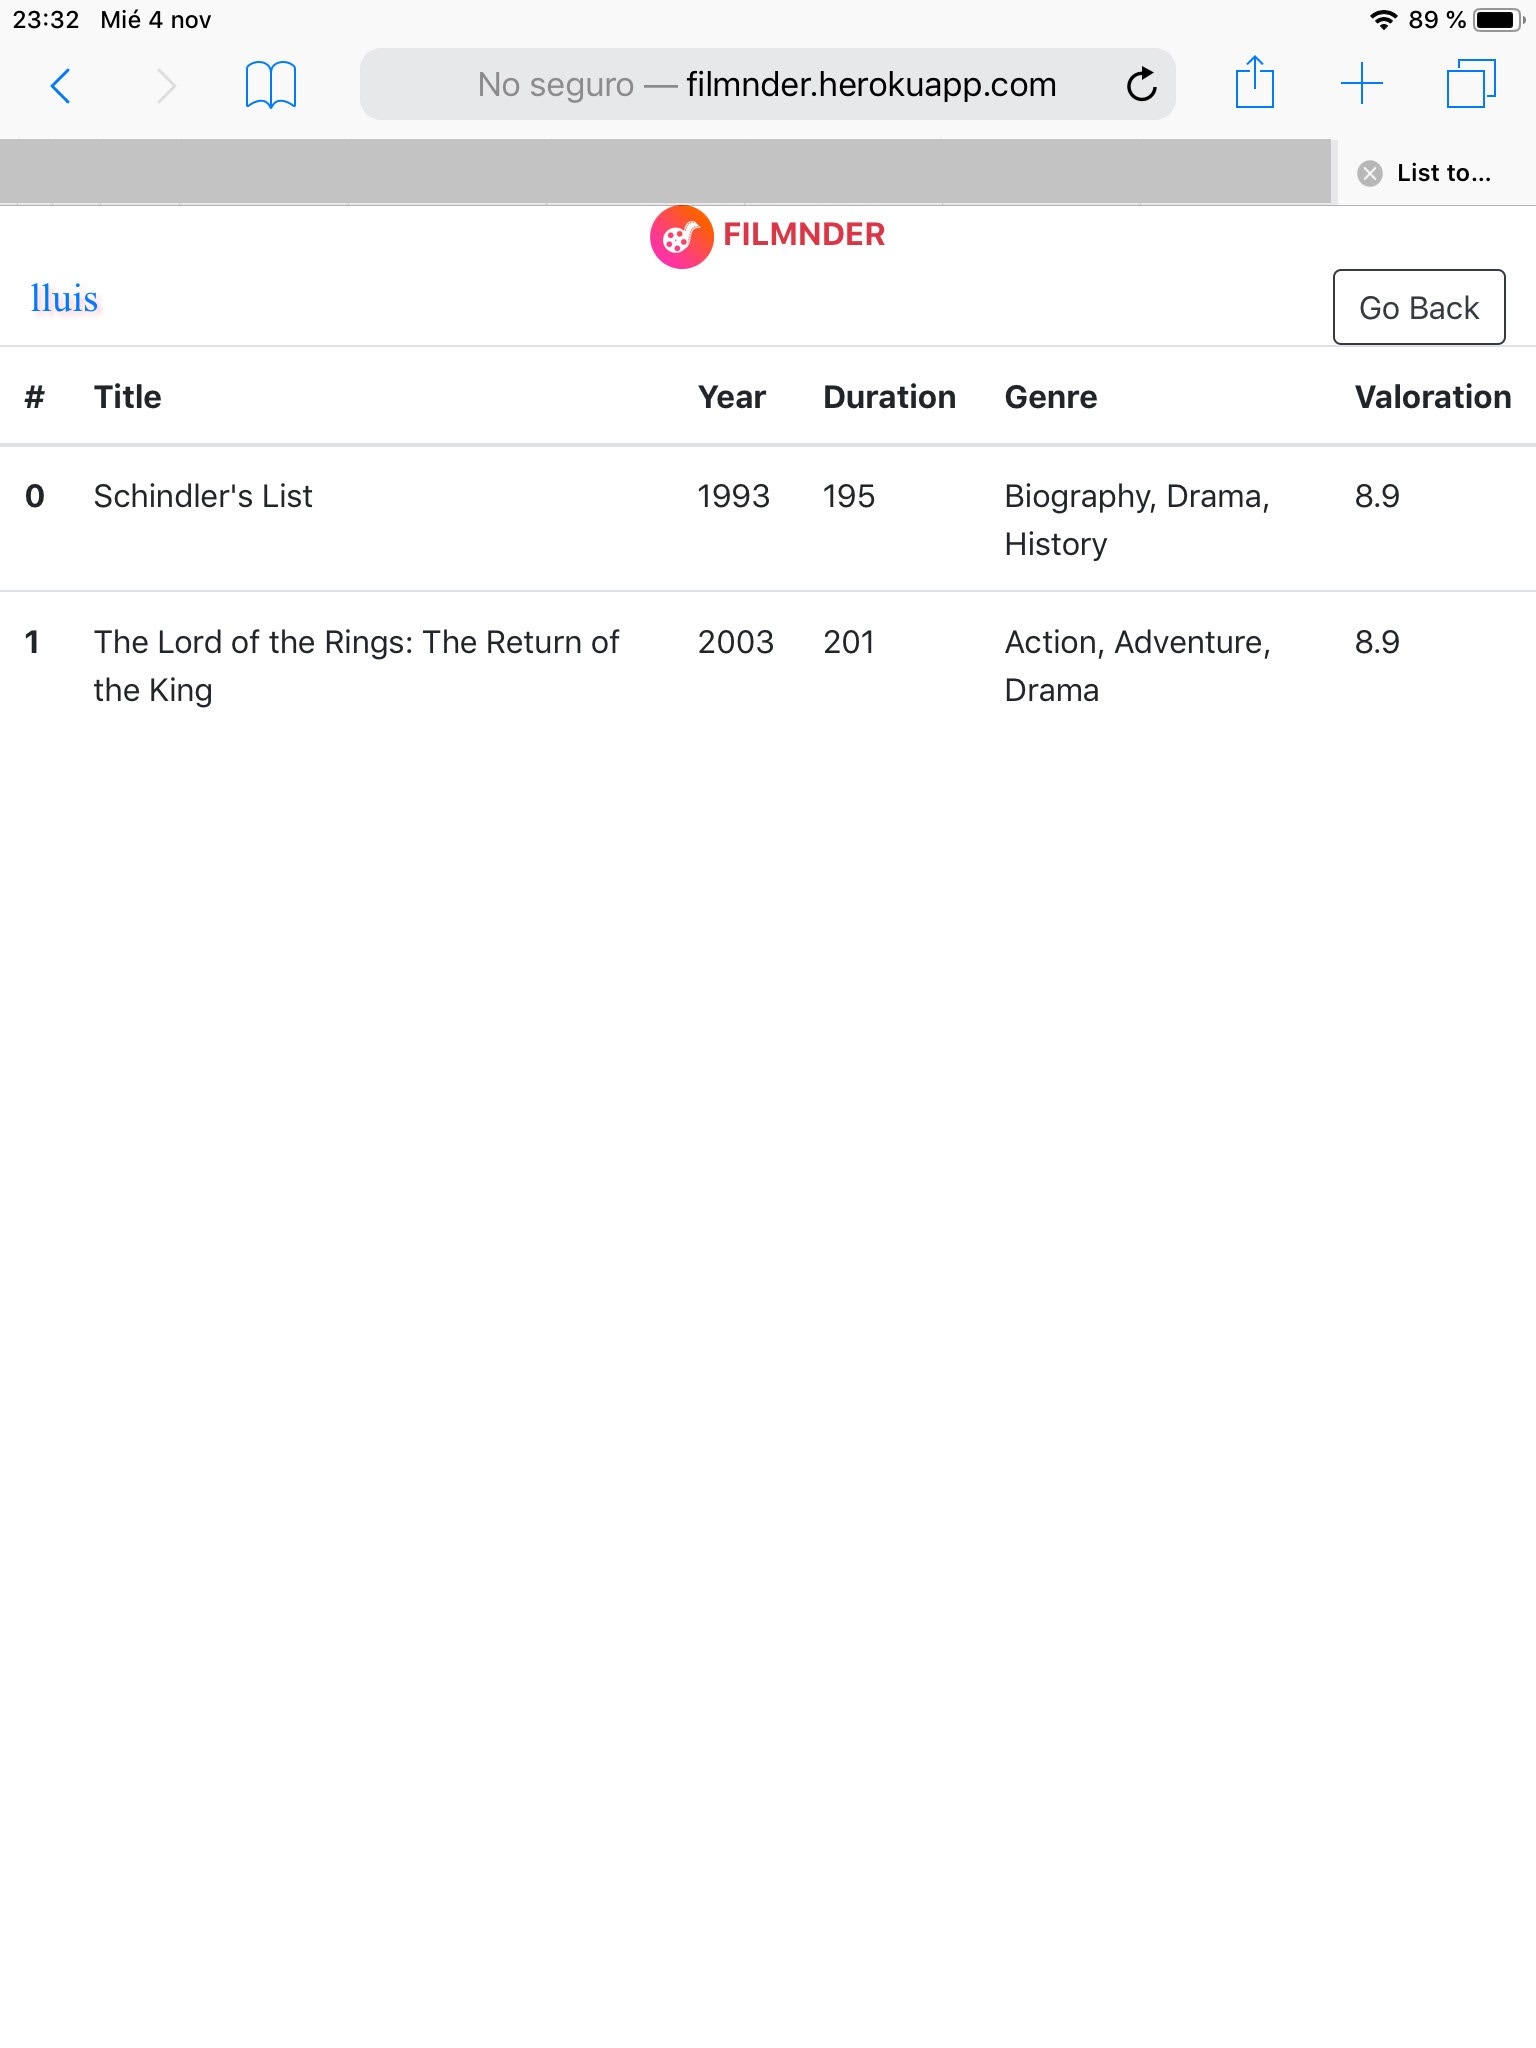 23:32 Mié 4 nov 89 %
No seguro — filmnder.herokuapp.com
List to...
FILMNDER
lluis
Go Back
# Title Year Duration Genre Valoration
0 Schindler's List 1993 195 Biography, Drama, 8.9
History
1 The Lord of the Rings: The Return of 2003 201 Action, Adventure, 8.9
the King Drama